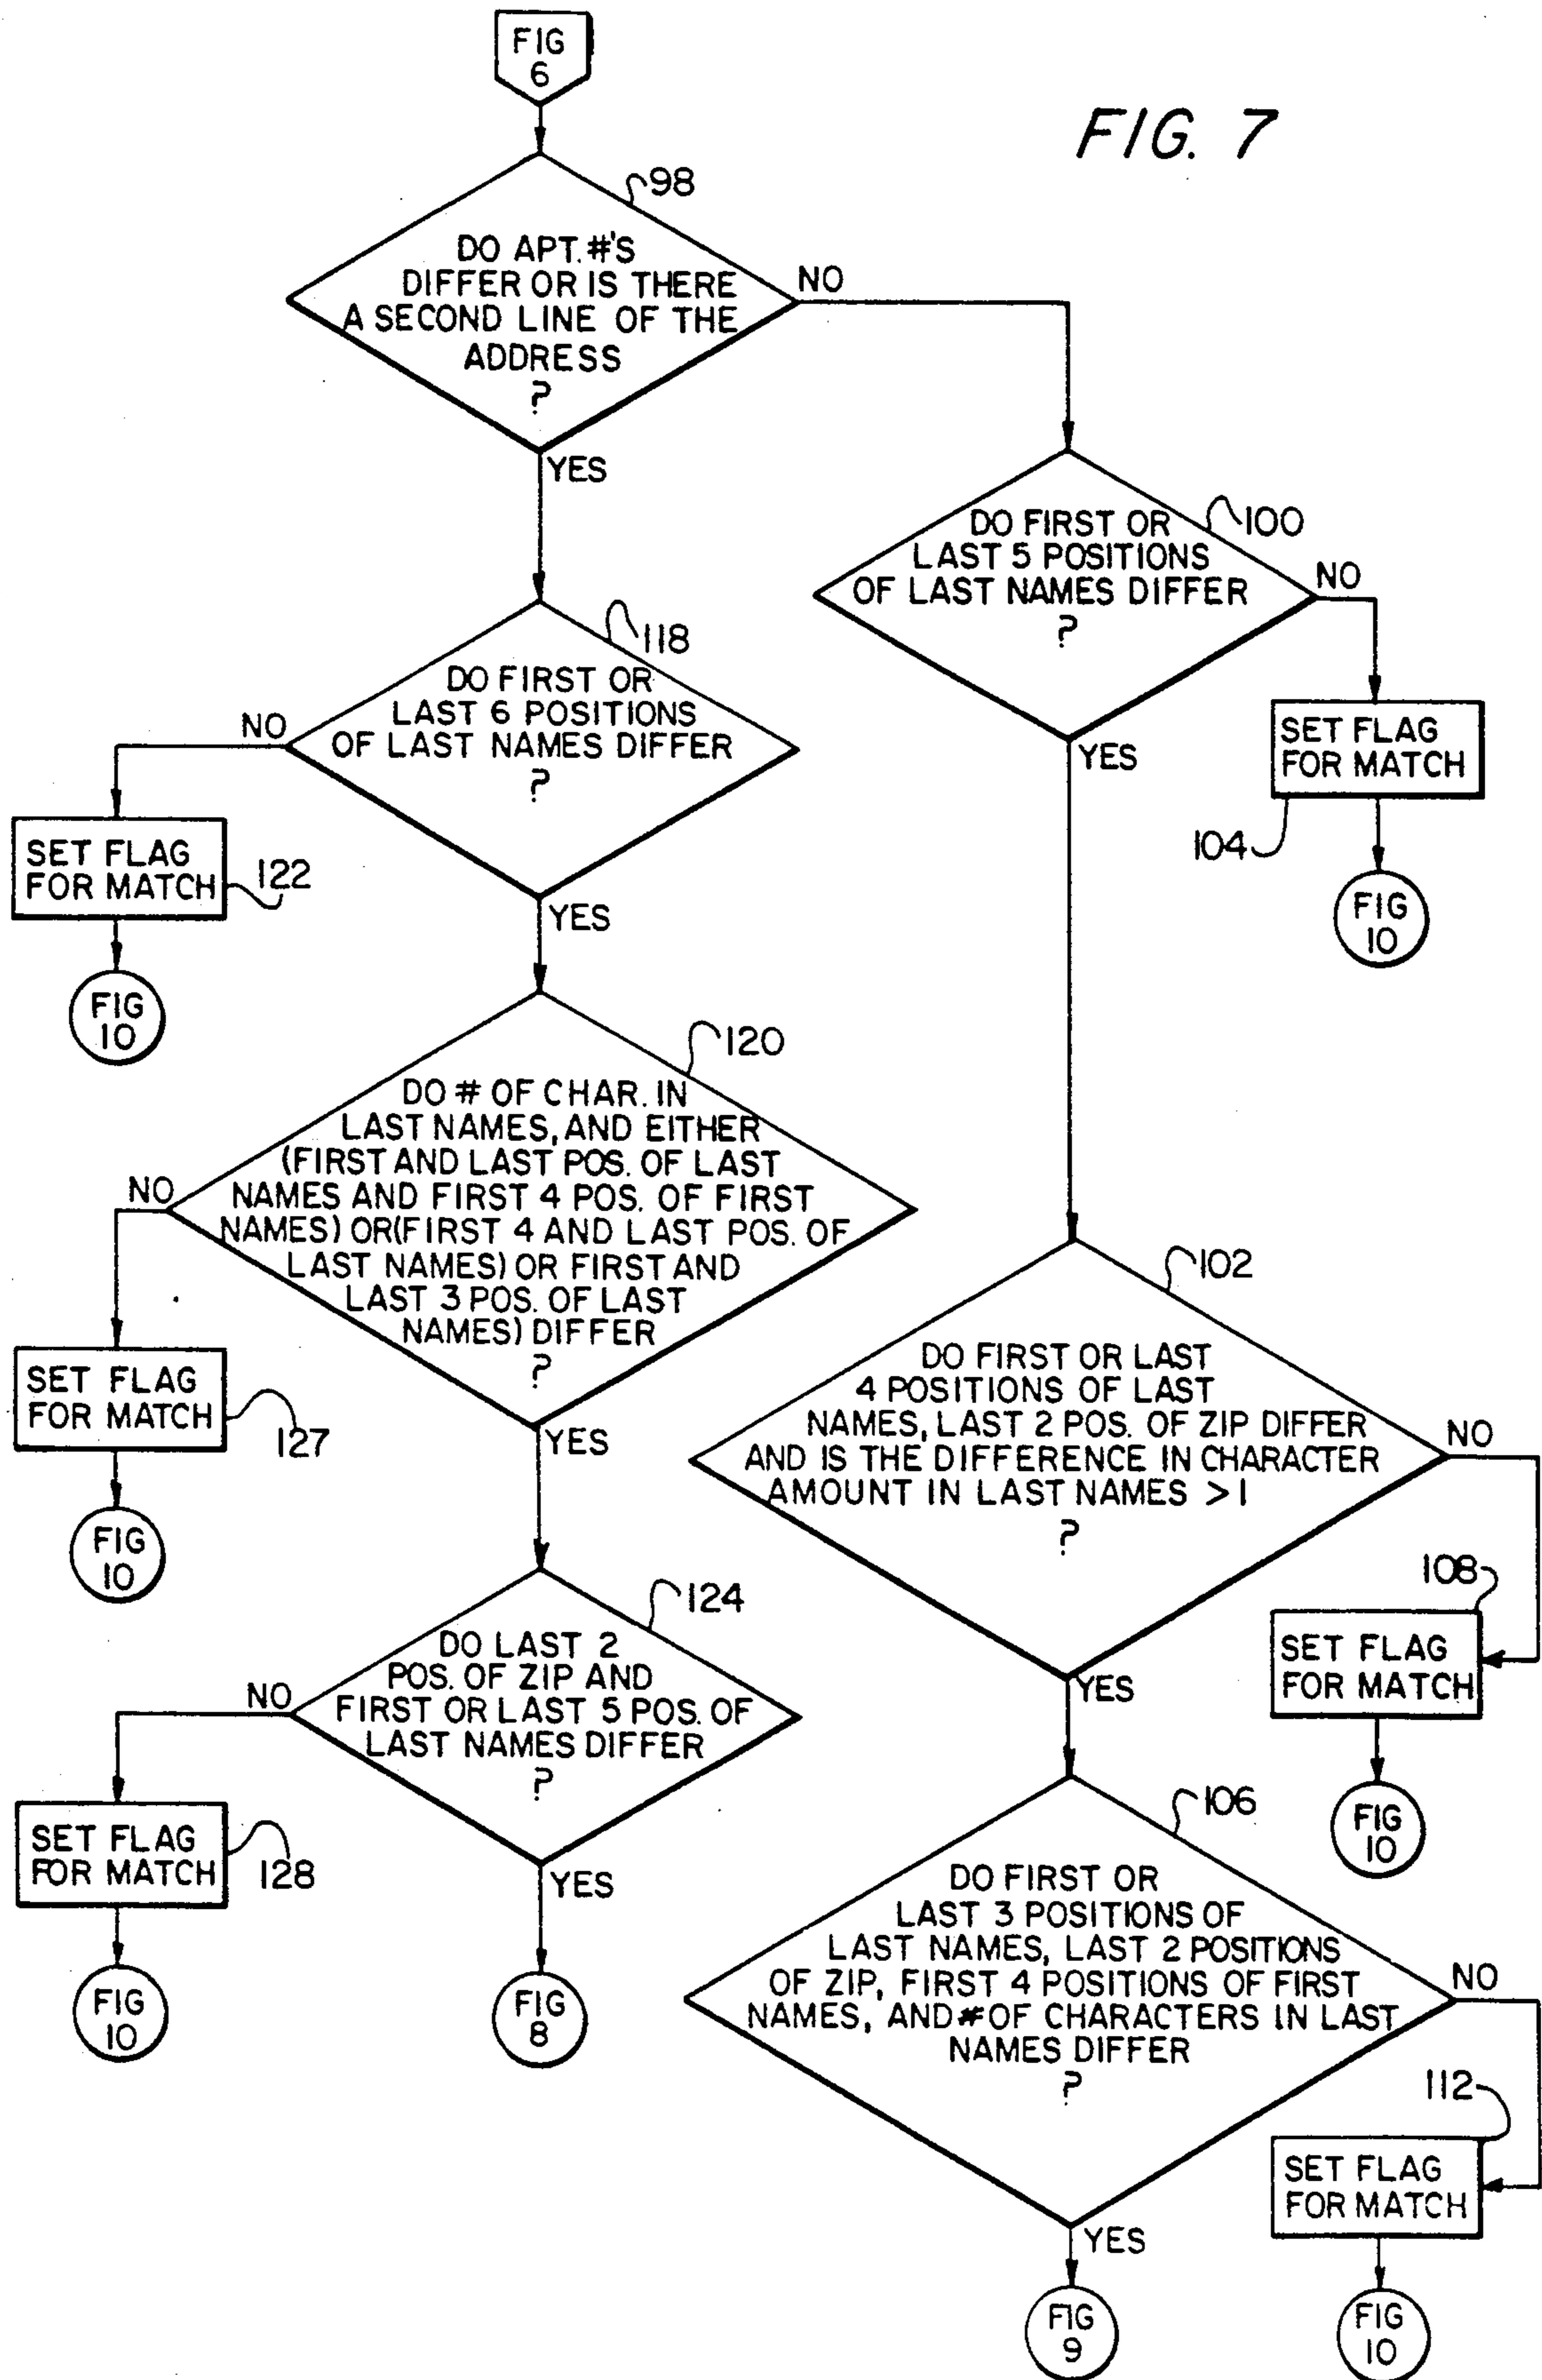 FIG
6
FIG. 7
98
DO APT. #'S
DIFFER OR IS THERE
A SECOND LINE OF THE
ADDRESS
?
NO
YES
100
DO FIRST OR
LAST 5 POSITIONS
OF LAST NAMES DIFFER
?
NO
YES
SET FLAG
FOR MATCH
104
FIG
10
118
DO FIRST OR
LAST 6 POSITIONS
OF LAST NAMES DIFFER
?
NO
YES
SET FLAG
FOR MATCH
122
FIG
10
120
DO # OF CHAR. IN
LAST NAMES, AND EITHER
(FIRST AND LAST POS. OF LAST
NAMES AND FIRST 4 POS. OF FIRST
NAMES) OR (FIRST 4 AND LAST POS. OF
LAST NAMES) OR FIRST AND
LAST 3 POS. OF LAST
NAMES) DIFFER
?
NO
YES
SET FLAG
FOR MATCH
127
FIG
10
102
DO FIRST OR LAST
4 POSITIONS OF LAST
NAMES, LAST 2 POS. OF ZIP DIFFER
AND IS THE DIFFERENCE IN CHARACTER
AMOUNT IN LAST NAMES >1
?
NO
YES
108
SET FLAG
FOR MATCH
FIG
10
124
DO LAST 2
POS. OF ZIP AND
FIRST OR LAST 5 POS. OF
LAST NAMES DIFFER
?
NO
YES
SET FLAG
FOR MATCH
128
FIG
10
FIG
8
106
DO FIRST OR
LAST 3 POSITIONS OF
LAST NAMES, LAST 2 POSITIONS
OF ZIP, FIRST 4 POSITIONS OF FIRST
NAMES, AND # OF CHARACTERS IN LAST
NAMES DIFFER
?
NO
YES
112
SET FLAG
FOR MATCH
FIG
9
FIG
10